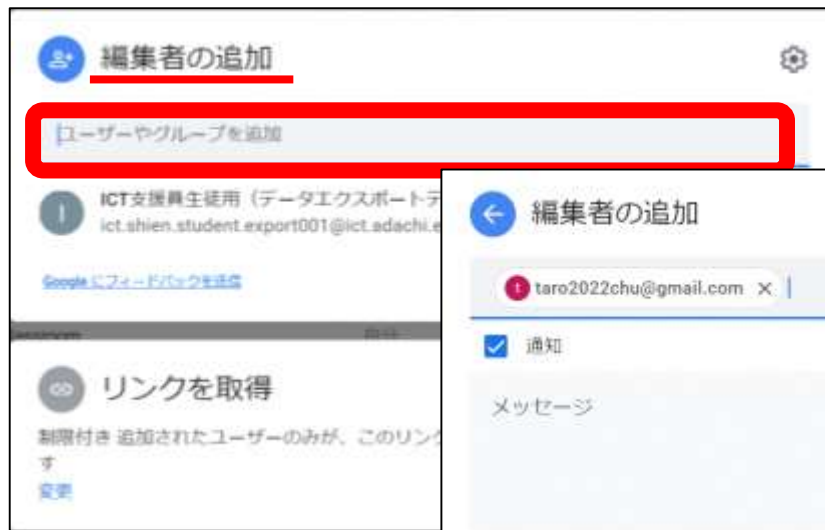 編集者の追加
ユーザーやグループを追加
I
ICT支援員生徒用（データエクスポートテ
ict.shien.student.export001@ict.adachi.e
Google にフィードバックを送信
リンクを取得
制限付き 追加されたユーザーのみが、このリンク
す
変更
編集者の追加
t taro2022chu@gmail.com ×
通知
メッセージ